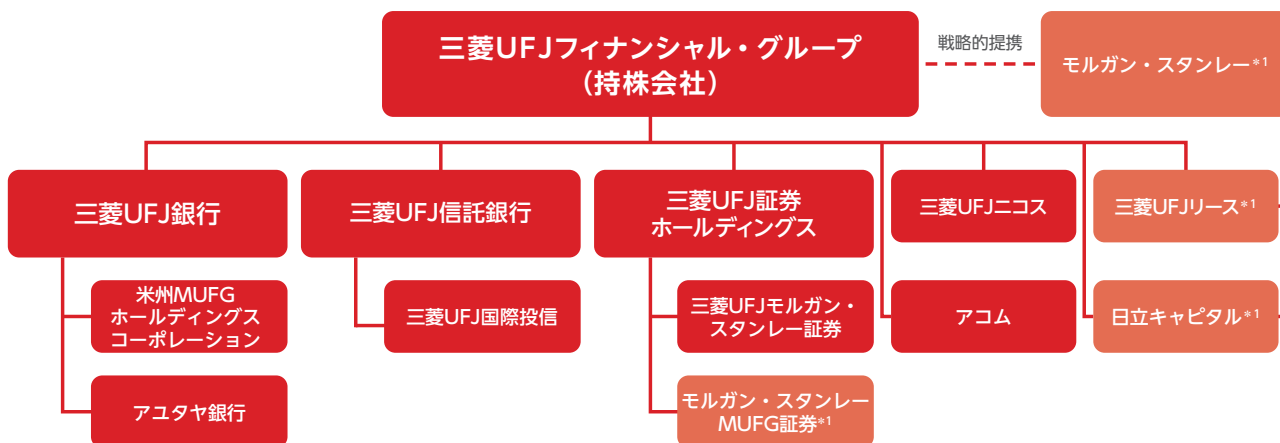 三菱UFJフィナンシャル・グループ
(持株会社)
戦略的提携
モルガン・スタンレー*1
三菱UFJ銀行
三菱UFJ信託銀行
三菱UFJ証券
ホールディングス
三菱UFJニコス
三菱UFJリース*1
米州MUFG
ホールディングス
コーポレーション
三菱UFJ国際投信
三菱UFJモルガン・
スタンレー証券
アコム
日立キャピタル*1
アユタヤ銀行
モルガン・スタンレー
MUFG証券*1